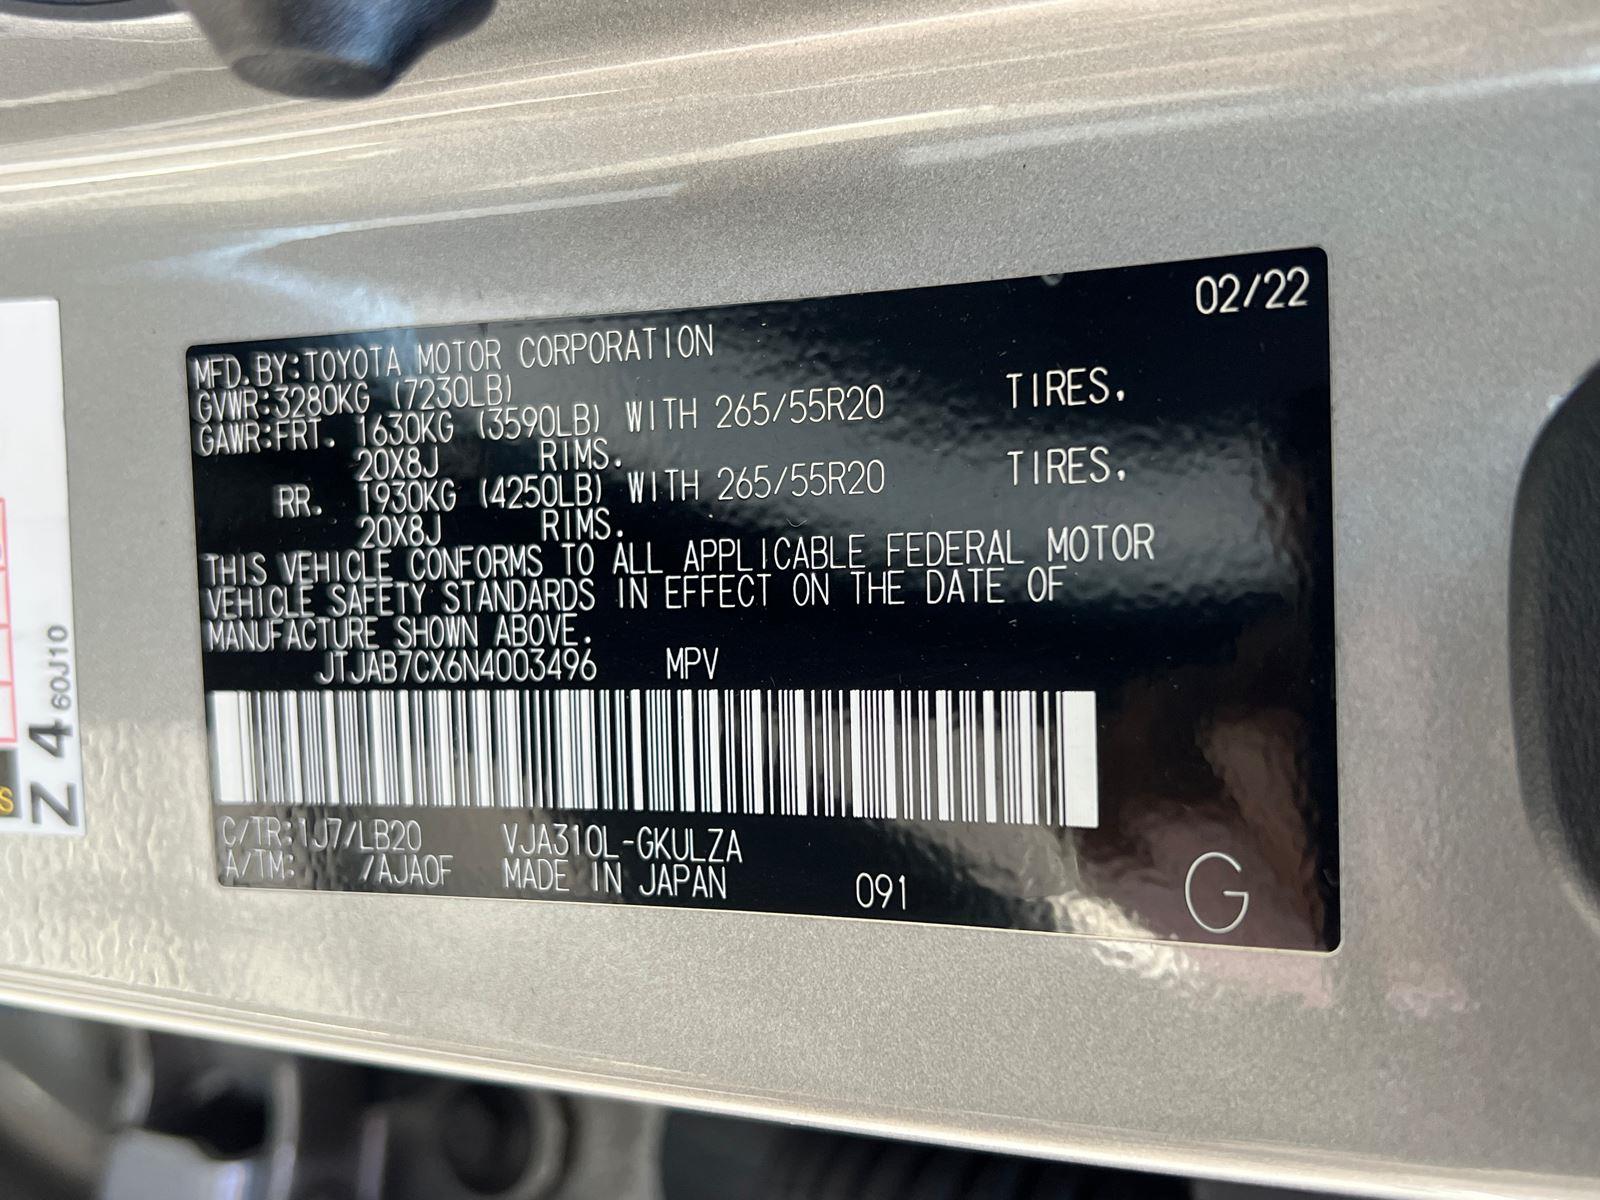 02/22
MFD.BY:TOYOTA MOTOR CORPORATION
GVWR:3280KG (7230LB)
GAWR:FRT. 1630KG (3590LB) WITH 265/55R20 TIRES.
20X8J RIMS.
RR. 1930KG (4250LB) WITH 265/55R20 TIRES.
20X8J RIMS.
THIS VEHICLE CONFORMS TO ALL APPLICABLE FEDERAL MOTOR
VEHICLE SAFETY STANDARDS IN EFFECT ON THE DATE OF
MANUFACTURE SHOWN ABOVE.
JTJAB7CX6N4003496 MPV
C/TR:1J7/LB20 VJA310L-GKULZA
A/TM: /AJA0F MADE IN JAPAN 091
G
Z 4 60J10
S